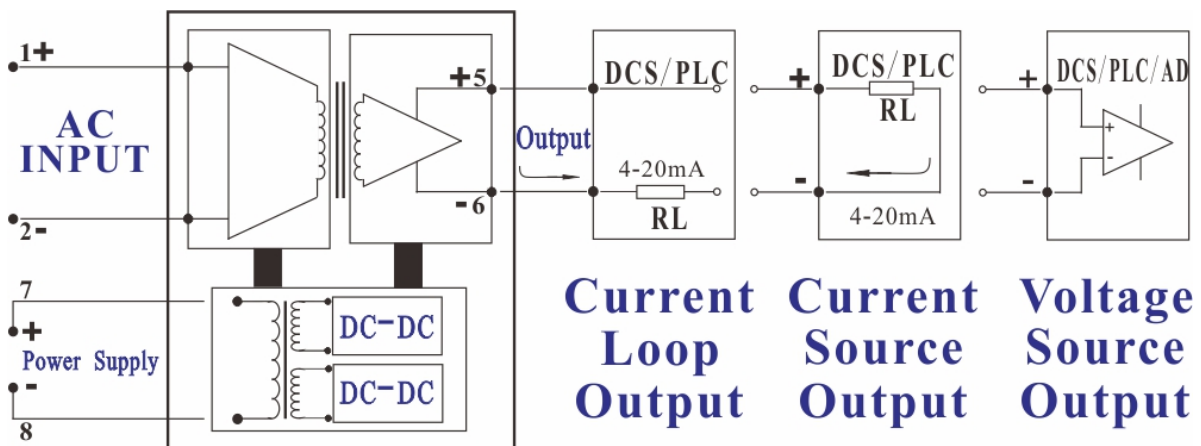 1+
AC
INPUT
2-
7
+
Power Supply
-
8
+5
-6
DC-DC
DC-DC
Output
DCS/PLC
4-20mA
RL
Current
Loop
Output
+
DCS/PLC
RL
-
4-20mA
Current
Source
Output
+
DCS/PLC/AD
+
-
-
Voltage
Source
Output